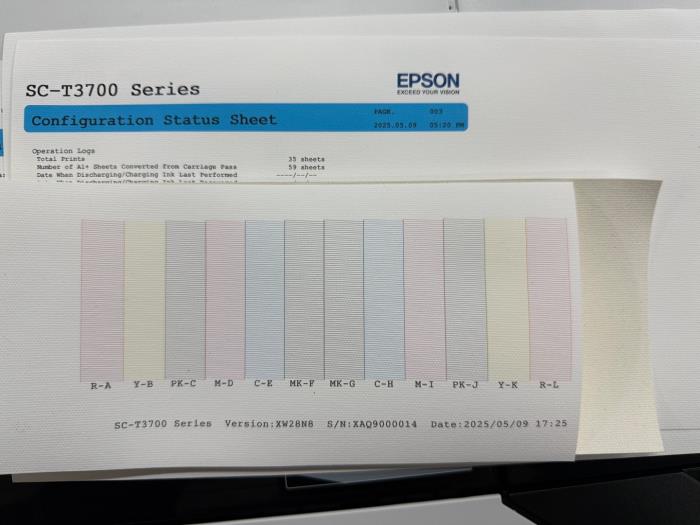 SC-T3700 Series
EPSON
EXCEED YOUR VISION
Configuration Status Sheet
PAGE. 003
2025.05.09 05:20 PM
Operation Logs
Total Prints 35 sheets
Number of A1+ Sheets Converted from Carriage Pass 59 sheets
Date When Discharging/Charging Ink Last Performed ----/--/--
R-A Y-B PK-C M-D C-E MK-F MK-G C-H M-I PK-J Y-K R-L
SC-T3700 Series Version:XW28N8 S/N:XAQ9000014 Date:2025/05/09 17:25